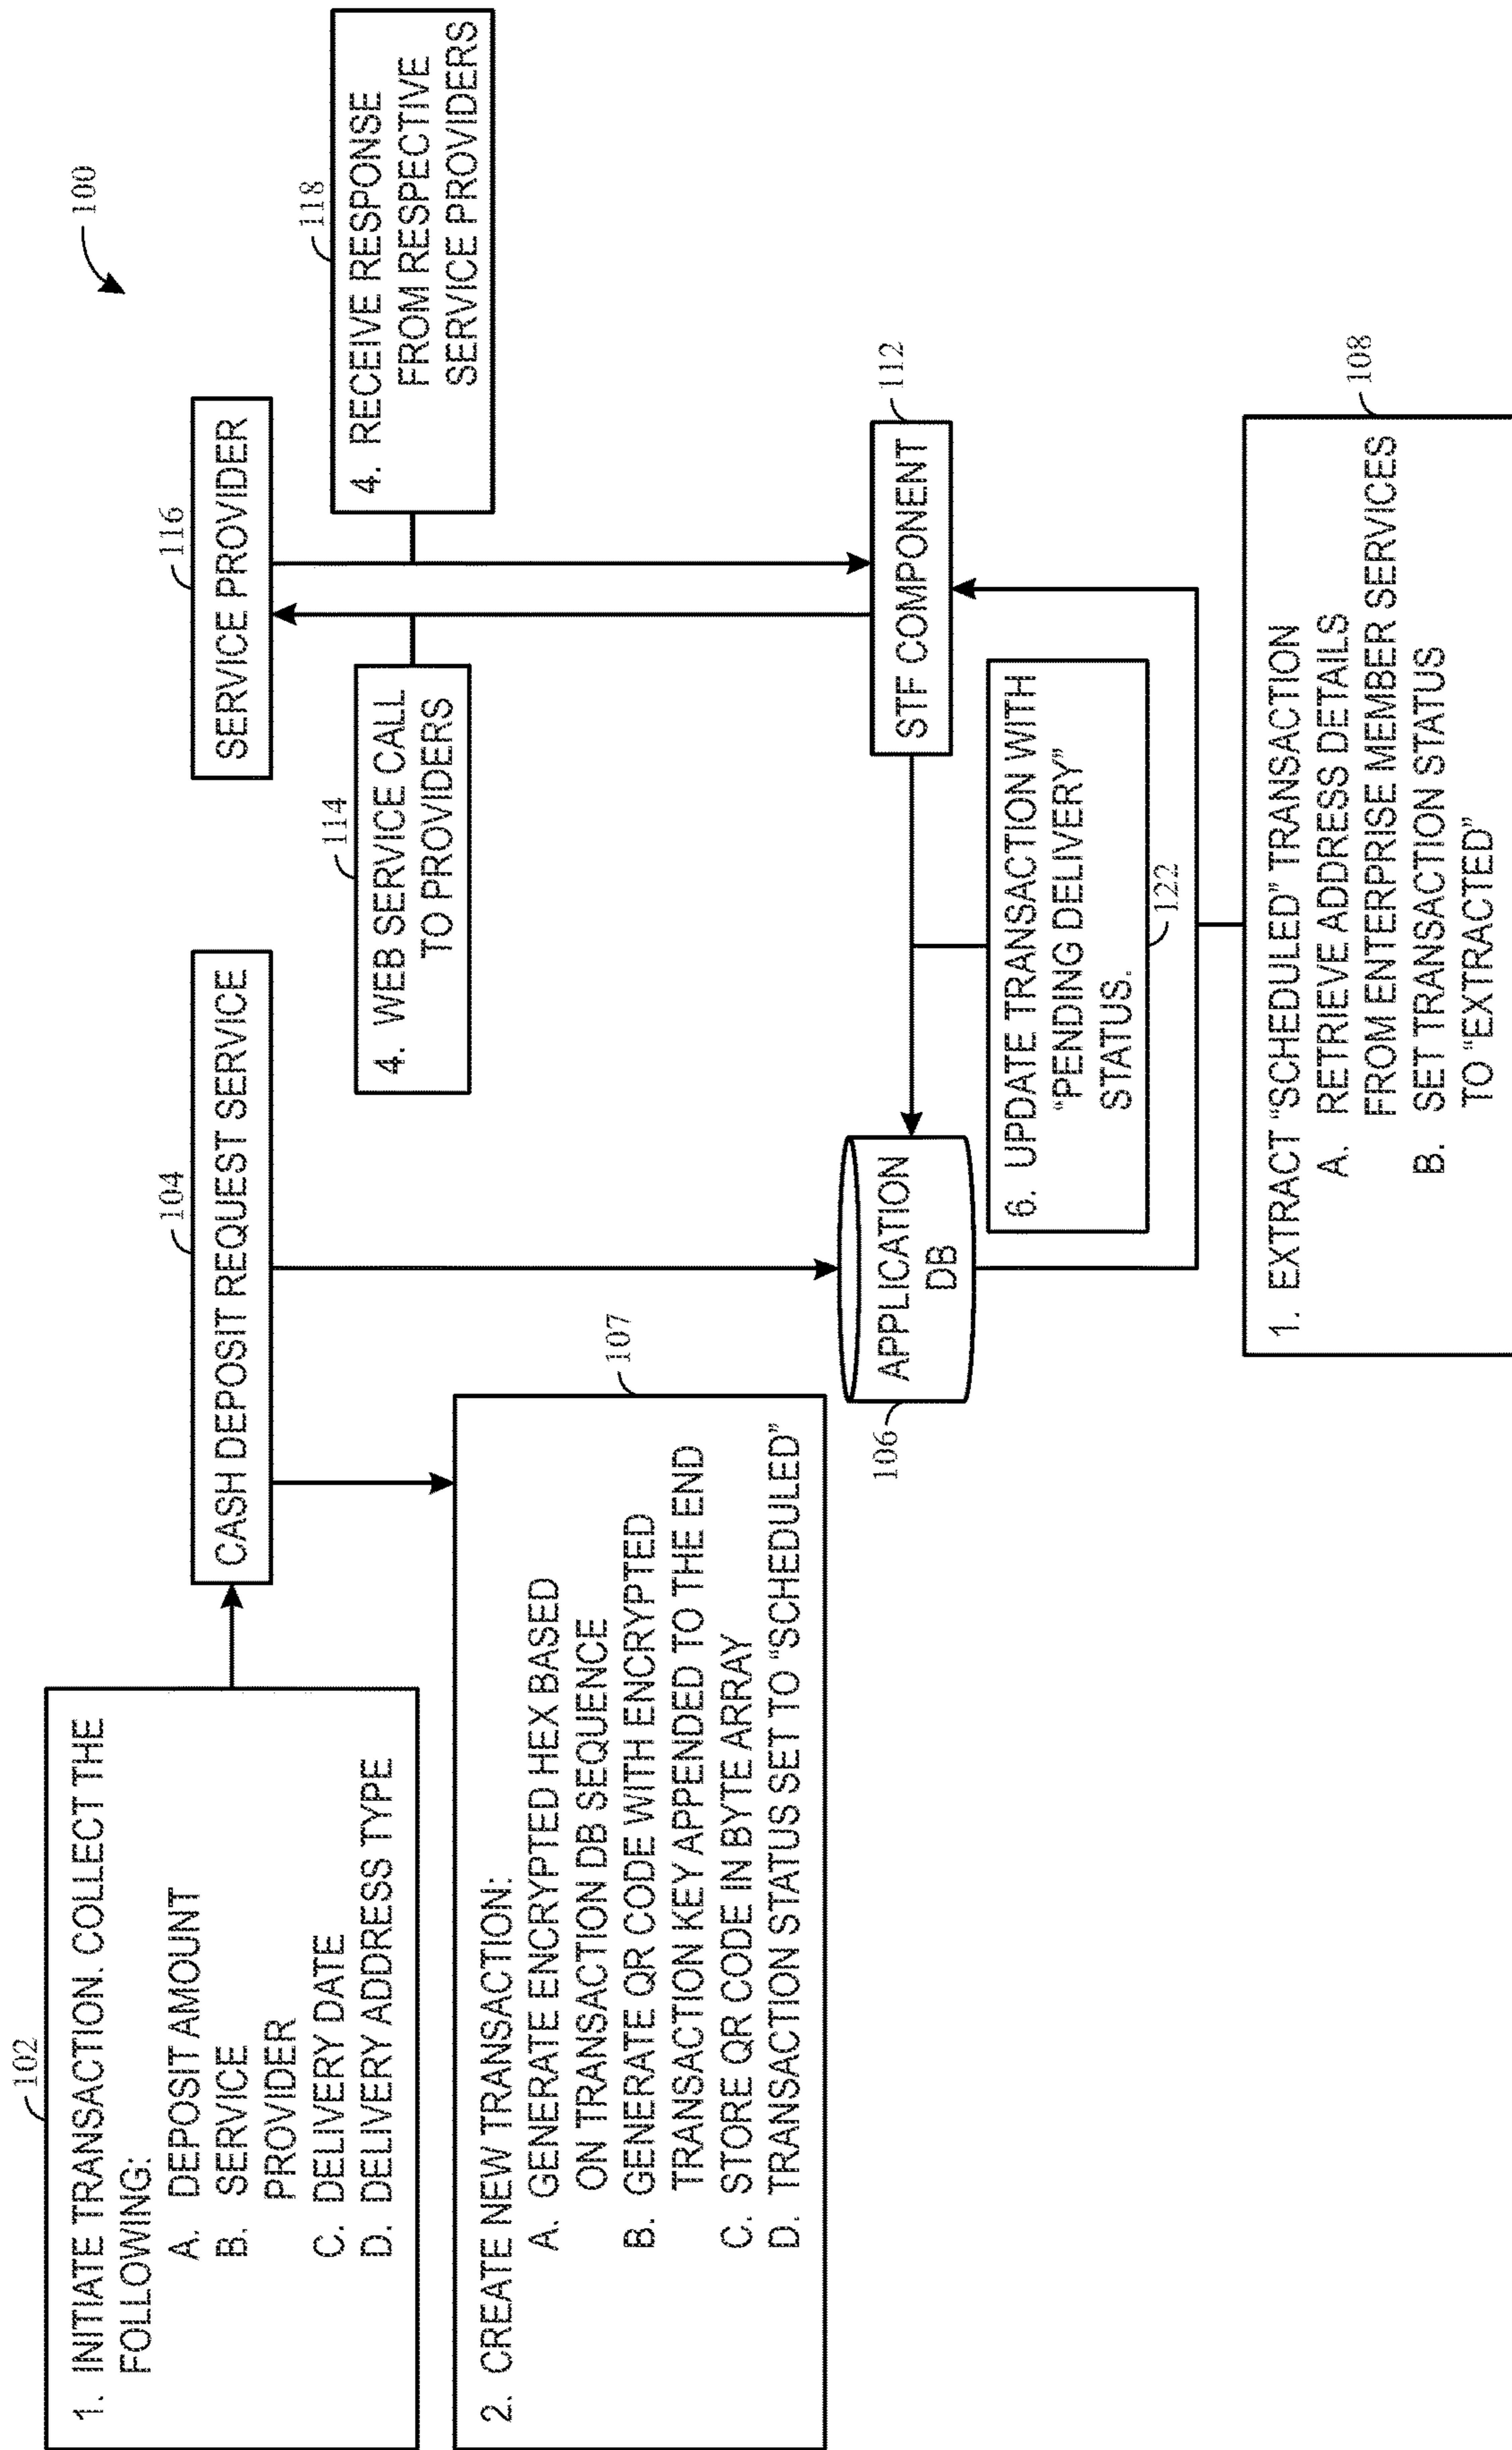 100
102
1. INITIATE TRANSACTION. COLLECT THE
FOLLOWING:
A. DEPOSIT AMOUNT
B. SERVICE
PROVIDER
C. DELIVERY DATE
D. DELIVERY ADDRESS TYPE
104
CASH DEPOSIT REQUEST SERVICE
116
SERVICE PROVIDER
114
4. WEB SERVICE CALL
TO PROVIDERS
118
4. RECEIVE RESPONSE
FROM RESPECTIVE
SERVICE PROVIDERS
107
2. CREATE NEW TRANSACTION:
A. GENERATE ENCRYPTED HEX BASED
ON TRANSACTION DB SEQUENCE
B. GENERATE QR CODE WITH ENCRYPTED
TRANSACTION KEY APPENDED TO THE END
C. STORE QR CODE IN BYTE ARRAY
D. TRANSACTION STATUS SET TO "SCHEDULED"
106
APPLICATION
DB
112
STF COMPONENT
6. UPDATE TRANSACTION WITH
"PENDING DELIVERY"
STATUS.
122
108
1. EXTRACT "SCHEDULED" TRANSACTION
A. RETRIEVE ADDRESS DETAILS
FROM ENTERPRISE MEMBER SERVICES
B. SET TRANSACTION STATUS
TO "EXTRACTED"